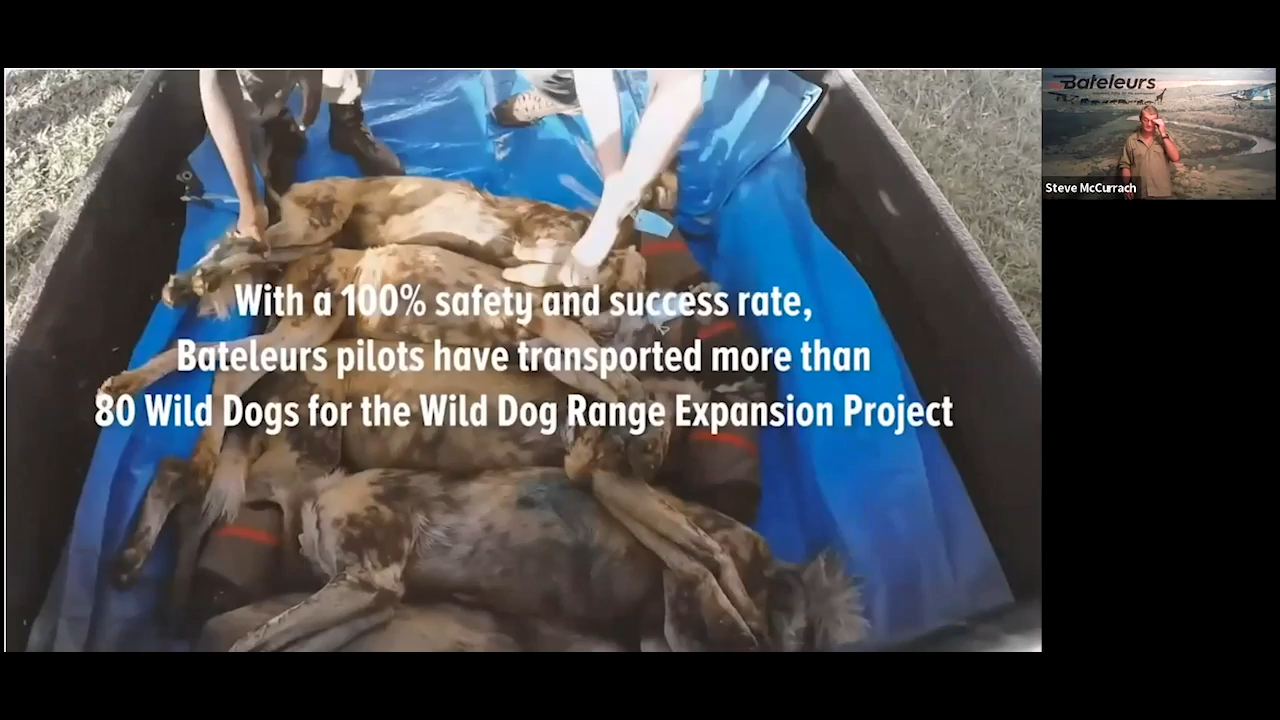 With a 100% safety and success rate,
Bateleurs pilots have transported more than
80 Wild Dogs for the Wild Dog Range Expansion Project
Bateleurs
Steve McCurrach